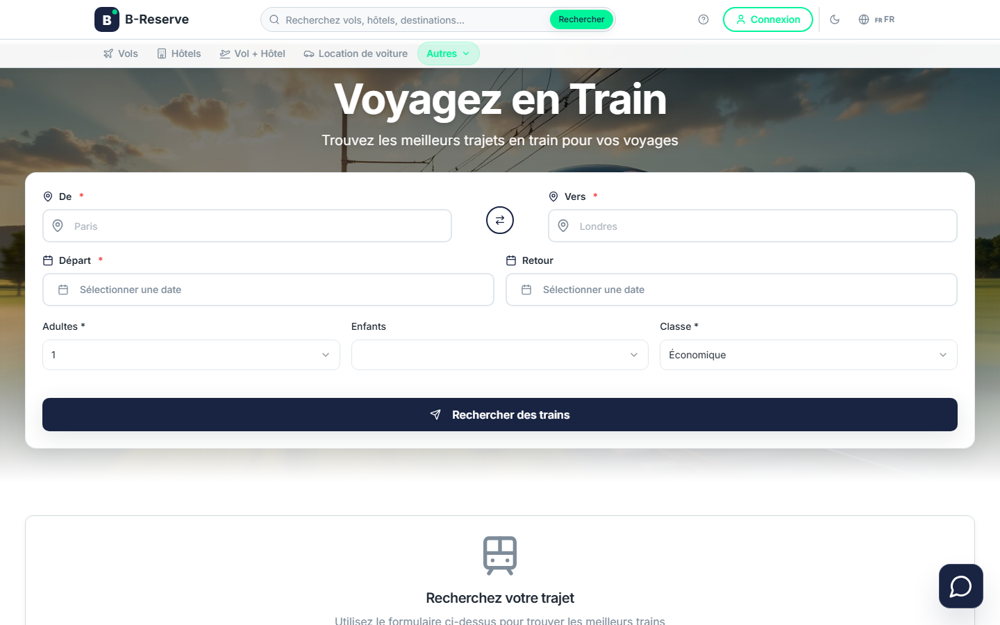 B B-Reserve
Recherchez vols, hôtels, destinations...
Rechercher
Connexion
FR FR
Vols
Hôtels
Vol + Hôtel
Location de voiture
Autres
Voyagez en Train
Trouvez les meilleurs trajets en train pour vos voyages
De *
Vers *
Paris
Londres
Départ *
Retour
Sélectionner une date
Sélectionner une date
Adultes *
Enfants
Classe *
1
Économique
Rechercher des trains
Recherchez votre trajet
Utilisez le formulaire ci-dessus pour trouver les meilleurs trains